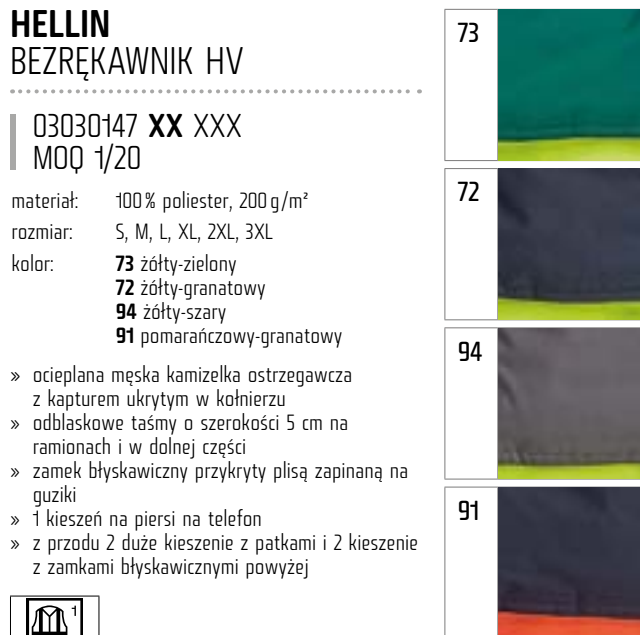 HELLIN
BEZRĘKAWNIK HV
03030147 XX XXX
MOQ 1/20
materiał: 100 % poliester, 200 g/m²
rozmiar: S, M, L, XL, 2XL, 3XL
kolor: 73 żółty-zielony
72 żółty-granatowy
94 żółty-szary
91 pomarańczowy-granatowy
» ocieplana męska kamizelka ostrzegawcza
z kapturem ukrytym w kołnierzu
» odblaskowe taśmy o szerokości 5 cm na
ramionach i w dolnej części
» zamek błyskawiczny przykryty plisą zapinaną na
guziki
» 1 kieszeń na piersi na telefon
» z przodu 2 duże kieszenie z patkami i 2 kieszenie
z zamkami błyskawicznymi powyżej
1
73
72
94
91